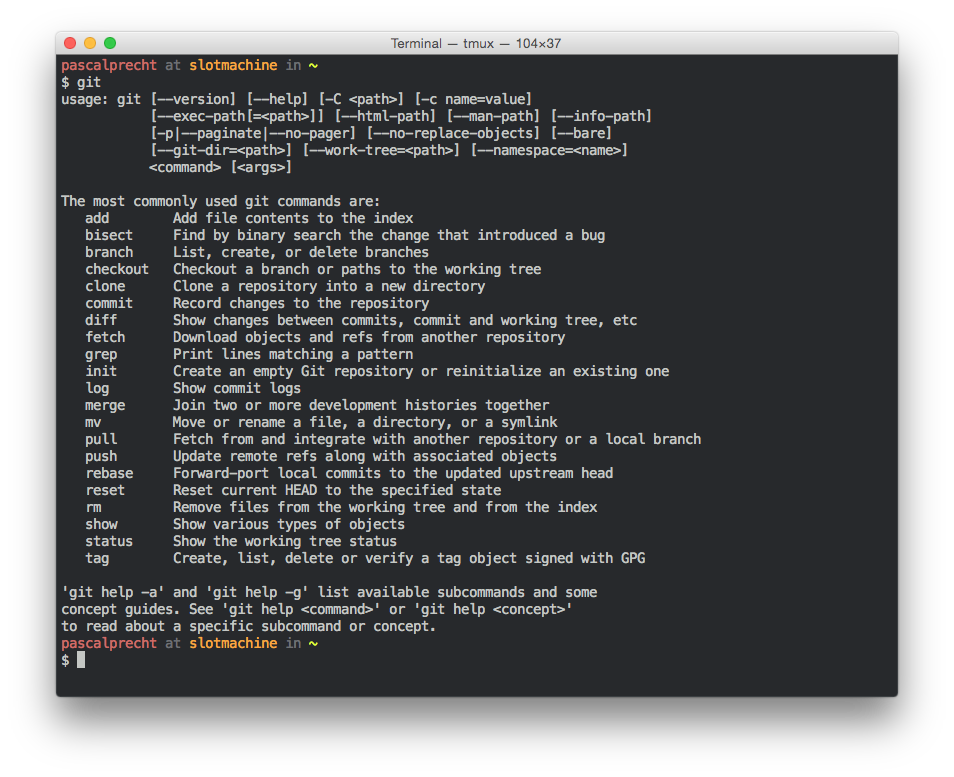 Terminal — tmux — 104×37
pascalprecht at slotmachine in ~
$ git
usage: git [--version] [--help] [-C <path>] [-c name=value]
           [--exec-path[=<path>]] [--html-path] [--man-path] [--info-path]
           [-p|--paginate|--no-pager] [--no-replace-objects] [--bare]
           [--git-dir=<path>] [--work-tree=<path>] [--namespace=<name>]
           <command> [<args>]

The most commonly used git commands are:
   add        Add file contents to the index
   bisect     Find by binary search the change that introduced a bug
   branch     List, create, or delete branches
   checkout   Checkout a branch or paths to the working tree
   clone      Clone a repository into a new directory
   commit     Record changes to the repository
   diff       Show changes between commits, commit and working tree, etc
   fetch      Download objects and refs from another repository
   grep       Print lines matching a pattern
   init       Create an empty Git repository or reinitialize an existing one
   log        Show commit logs
   merge      Join two or more development histories together
   mv         Move or rename a file, a directory, or a symlink
   pull       Fetch from and integrate with another repository or a local branch
   push       Update remote refs along with associated objects
   rebase     Forward-port local commits to the updated upstream head
   reset      Reset current HEAD to the specified state
   rm         Remove files from the working tree and from the index
   show       Show various types of objects
   status     Show the working tree status
   tag        Create, list, delete or verify a tag object signed with GPG

'git help -a' and 'git help -g' list available subcommands and some
concept guides. See 'git help <command>' or 'git help <concept>'
to read about a specific subcommand or concept.
pascalprecht at slotmachine in ~
$